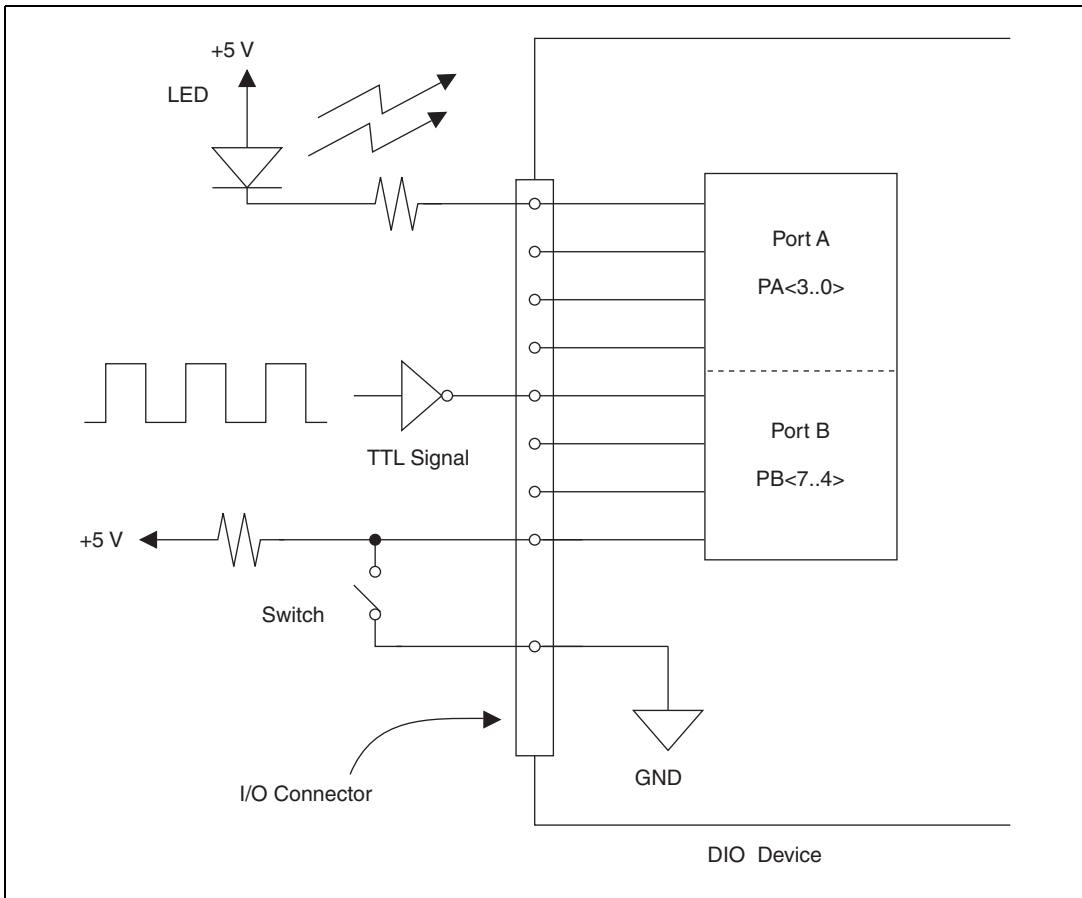 +5 V
LED
Port A
PA<3..0>
TTL Signal
Port B
PB<7..4>
+5 V
Switch
I/O Connector
GND
DIO Device